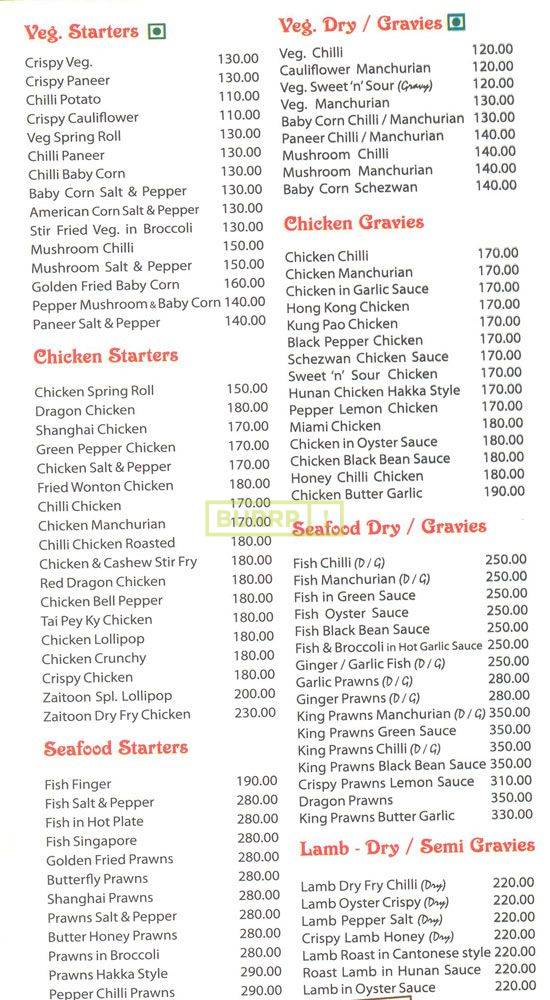 Veg. Starters
Crispy Veg. 130.00
Crispy Paneer 130.00
Chilli Potato 110.00
Crispy Cauliflower 110.00
Veg Spring Roll 130.00
Chilli Paneer 130.00
Chilli Baby Corn 130.00
Baby Corn Salt & Pepper 130.00
American Corn Salt & Pepper 130.00
Stir Fried Veg. in Broccoli 130.00
Mushroom Chilli 150.00
Mushroom Salt & Pepper 150.00
Golden Fried Baby Corn 160.00
Pepper Mushroom & Baby Corn 140.00
Paneer Salt & Pepper 140.00
Chicken Starters
Chicken Spring Roll 150.00
Dragon Chicken 180.00
Shanghai Chicken 170.00
Green Pepper Chicken 170.00
Chicken Salt & Pepper 170.00
Fried Wonton Chicken 180.00
Chilli Chicken 170.00
Chicken Manchurian 170.00
Chilli Chicken Roasted 180.00
Chicken & Cashew Stir Fry 180.00
Red Dragon Chicken 180.00
Chicken Bell Pepper 180.00
Tai Pey Ky Chicken 180.00
Chicken Lollipop 180.00
Chicken Crunchy 180.00
Crispy Chicken 180.00
Zaitoon Spl. Lollipop 200.00
Zaitoon Dry Fry Chicken 230.00
Seafood Starters
Fish Finger 190.00
Fish Salt & Pepper 280.00
Fish in Hot Plate 280.00
Fish Singapore 280.00
Golden Fried Prawns 280.00
Butterfly Prawns 280.00
Shanghai Prawns 280.00
Prawns Salt & Pepper 280.00
Butter Honey Prawns 280.00
Prawns in Broccoli 280.00
Prawns Hakka Style 290.00
Pepper Chilli Prawns 290.00
Veg. Dry / Gravies
Veg. Chilli 120.00
Cauliflower Manchurian 120.00
Veg. Sweet 'n' Sour (Gravy) 120.00
Veg. Manchurian 130.00
Baby Corn Chilli / Manchurian 130.00
Paneer Chilli / Manchurian 140.00
Mushroom Chilli 140.00
Mushroom Manchurian 140.00
Baby Corn Schezwan 140.00
Chicken Gravies
Chicken Chilli 170.00
Chicken Manchurian 170.00
Chicken in Garlic Sauce 170.00
Hong Kong Chicken 170.00
Kung Pao Chicken 170.00
Black Pepper Chicken 170.00
Schezwan Chicken Sauce 170.00
Sweet 'n' Sour Chicken 170.00
Hunan Chicken Hakka Style 170.00
Pepper Lemon Chicken 170.00
Miami Chicken 180.00
Chicken in Oyster Sauce 180.00
Chicken Black Bean Sauce 180.00
Honey Chilli Chicken 180.00
Chicken Butter Garlic 190.00
Seafood Dry / Gravies
Fish Chilli (D / G) 250.00
Fish Manchurian (D / G) 250.00
Fish in Green Sauce 250.00
Fish Oyster Sauce 250.00
Fish Black Bean Sauce 250.00
Fish & Broccoli in Hot Garlic Sauce 250.00
Ginger / Garlic Fish (D / G) 250.00
Garlic Prawns (D / G) 280.00
Ginger Prawns (D / G) 280.00
King Prawns Manchurian (D / G) 350.00
King Prawns Green Sauce 350.00
King Prawns Chilli (D / G) 350.00
King Prawns Black Bean Sauce 350.00
Crispy Prawns Lemon Sauce 310.00
Dragon Prawns 350.00
King Prawns Butter Garlic 330.00
Lamb - Dry / Semi Gravies
Lamb Dry Fry Chilli (Dry) 220.00
Lamb Oyster Crispy (Dry) 220.00
Lamb Pepper Salt (Dry) 220.00
Crispy Lamb Honey (Dry) 220.00
Lamb Roast in Cantonese style 220.00
Roast Lamb in Hunan Sauce 220.00
Lamb in Oyster Sauce 220.00